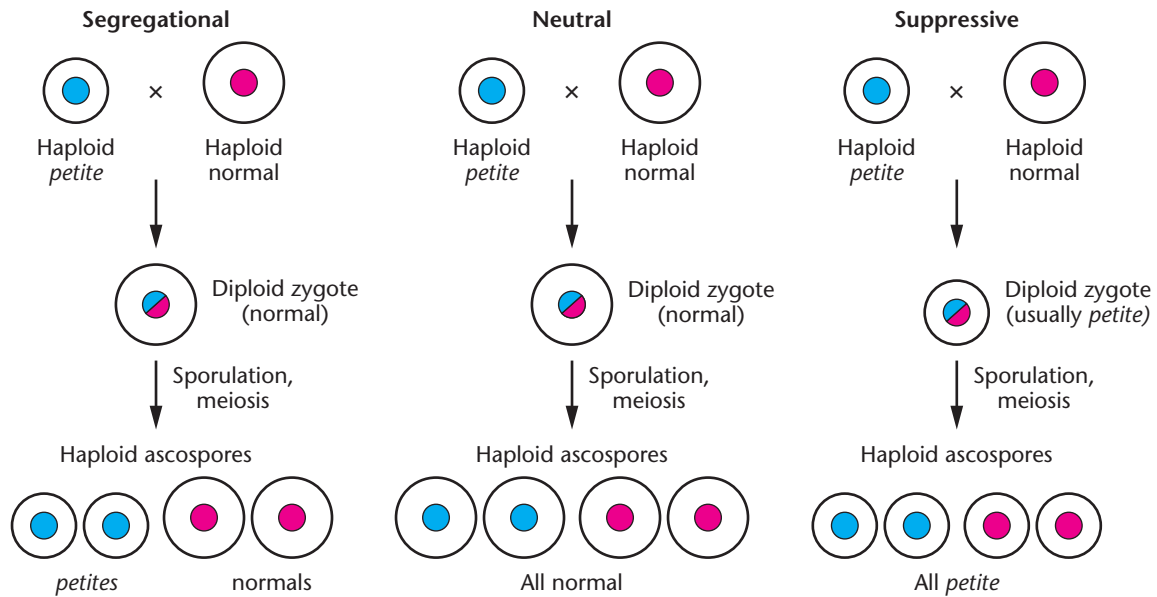 Segregational
×
Haploid
petite
Haploid
normal
Diploid zygote
(normal)
Sporulation,
meiosis
Haploid ascospores
petites
normals
Neutral
×
Haploid
petite
Haploid
normal
Diploid zygote
(normal)
Sporulation,
meiosis
Haploid ascospores
All normal
Suppressive
×
Haploid
petite
Haploid
normal
Diploid zygote
(usually petite)
Sporulation,
meiosis
Haploid ascospores
All petite